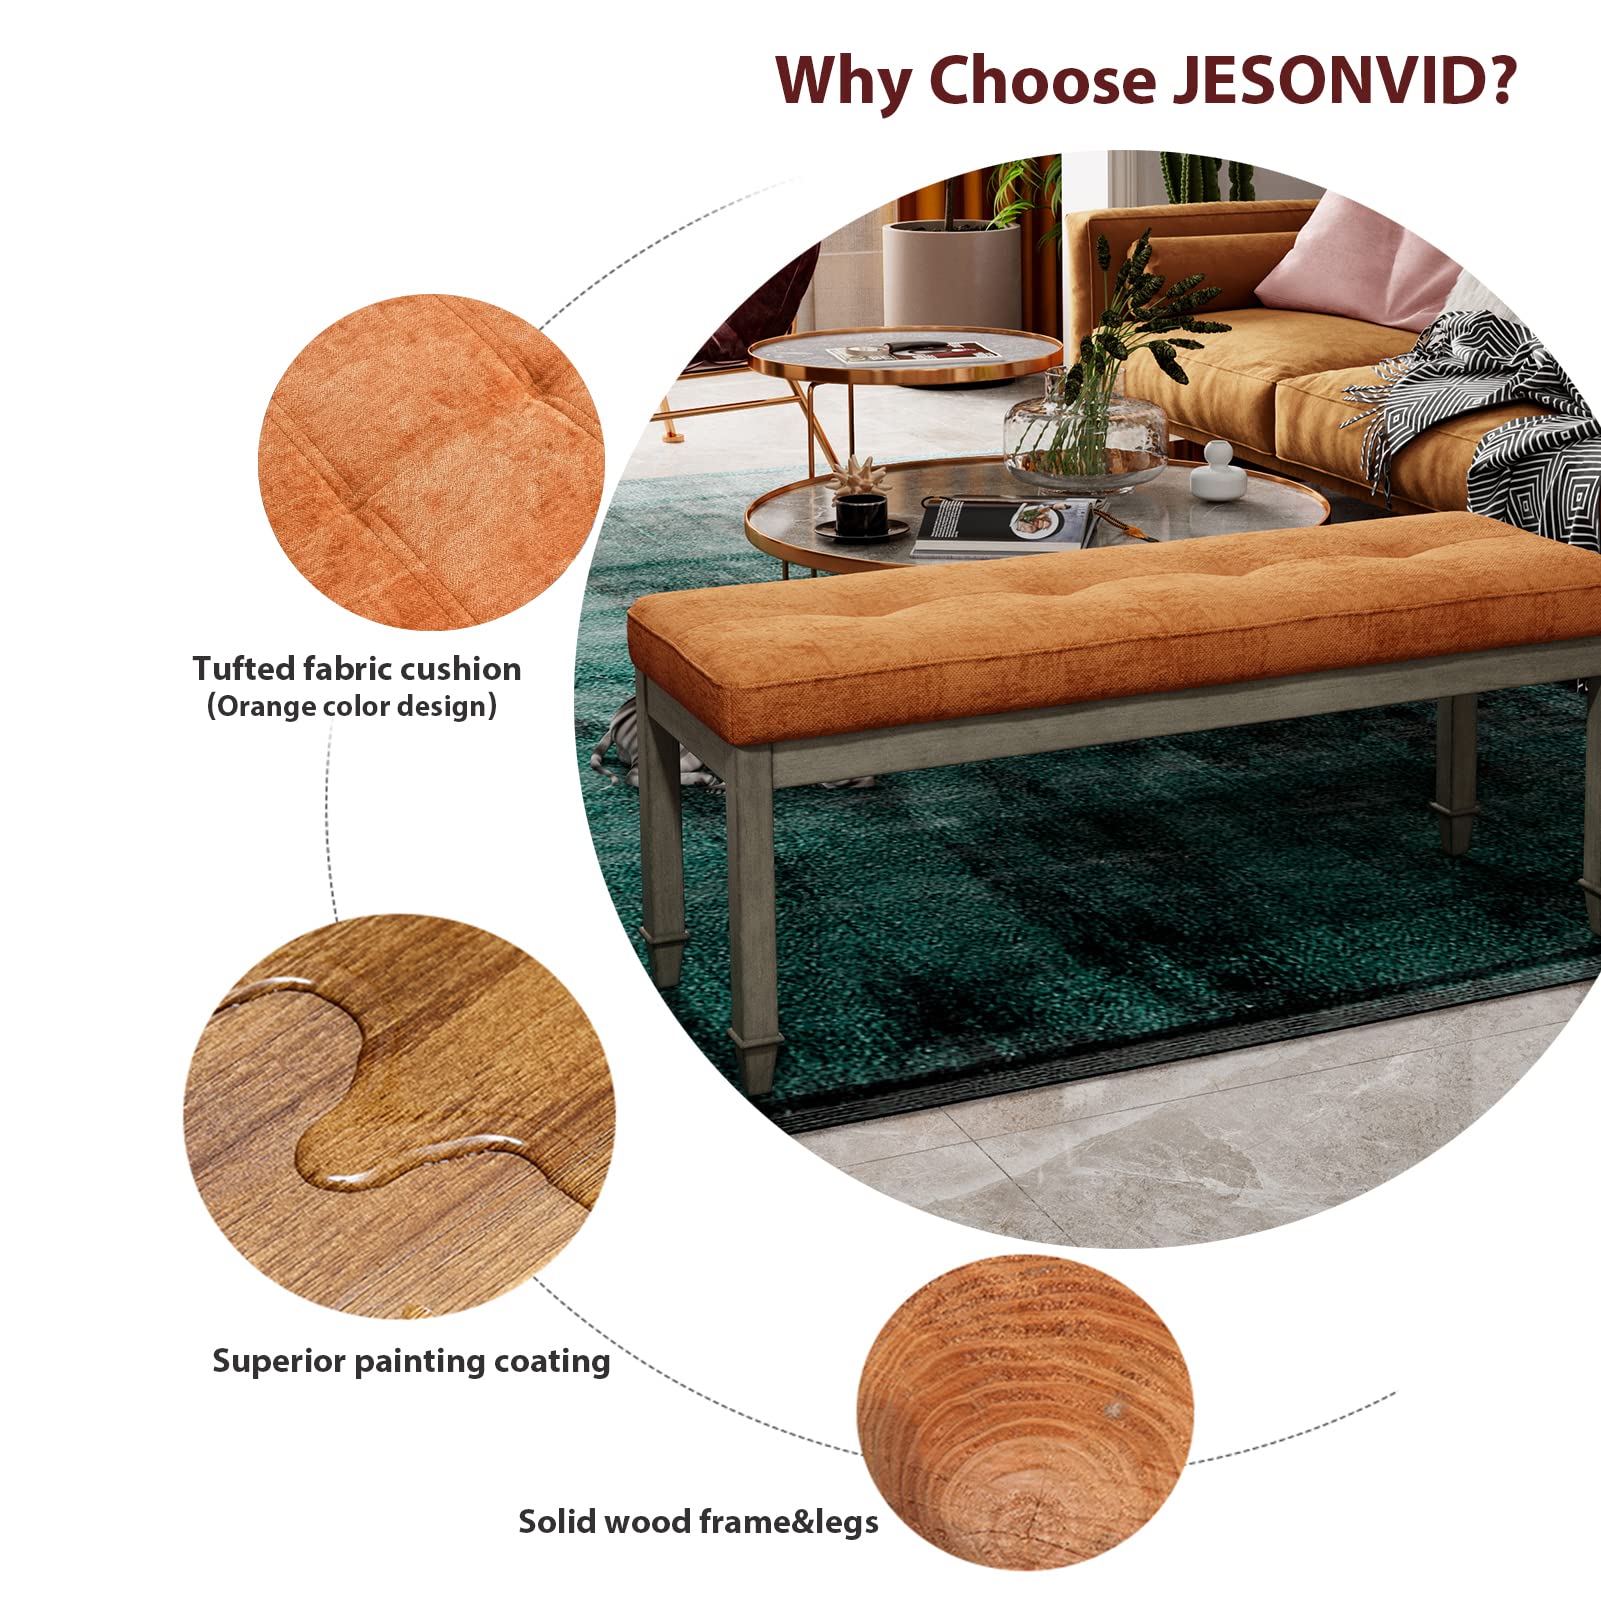 Why Choose JESONVID?
Tufted fabric cushion
(Orange color design)
Superior painting coating
Solid wood frame&legs